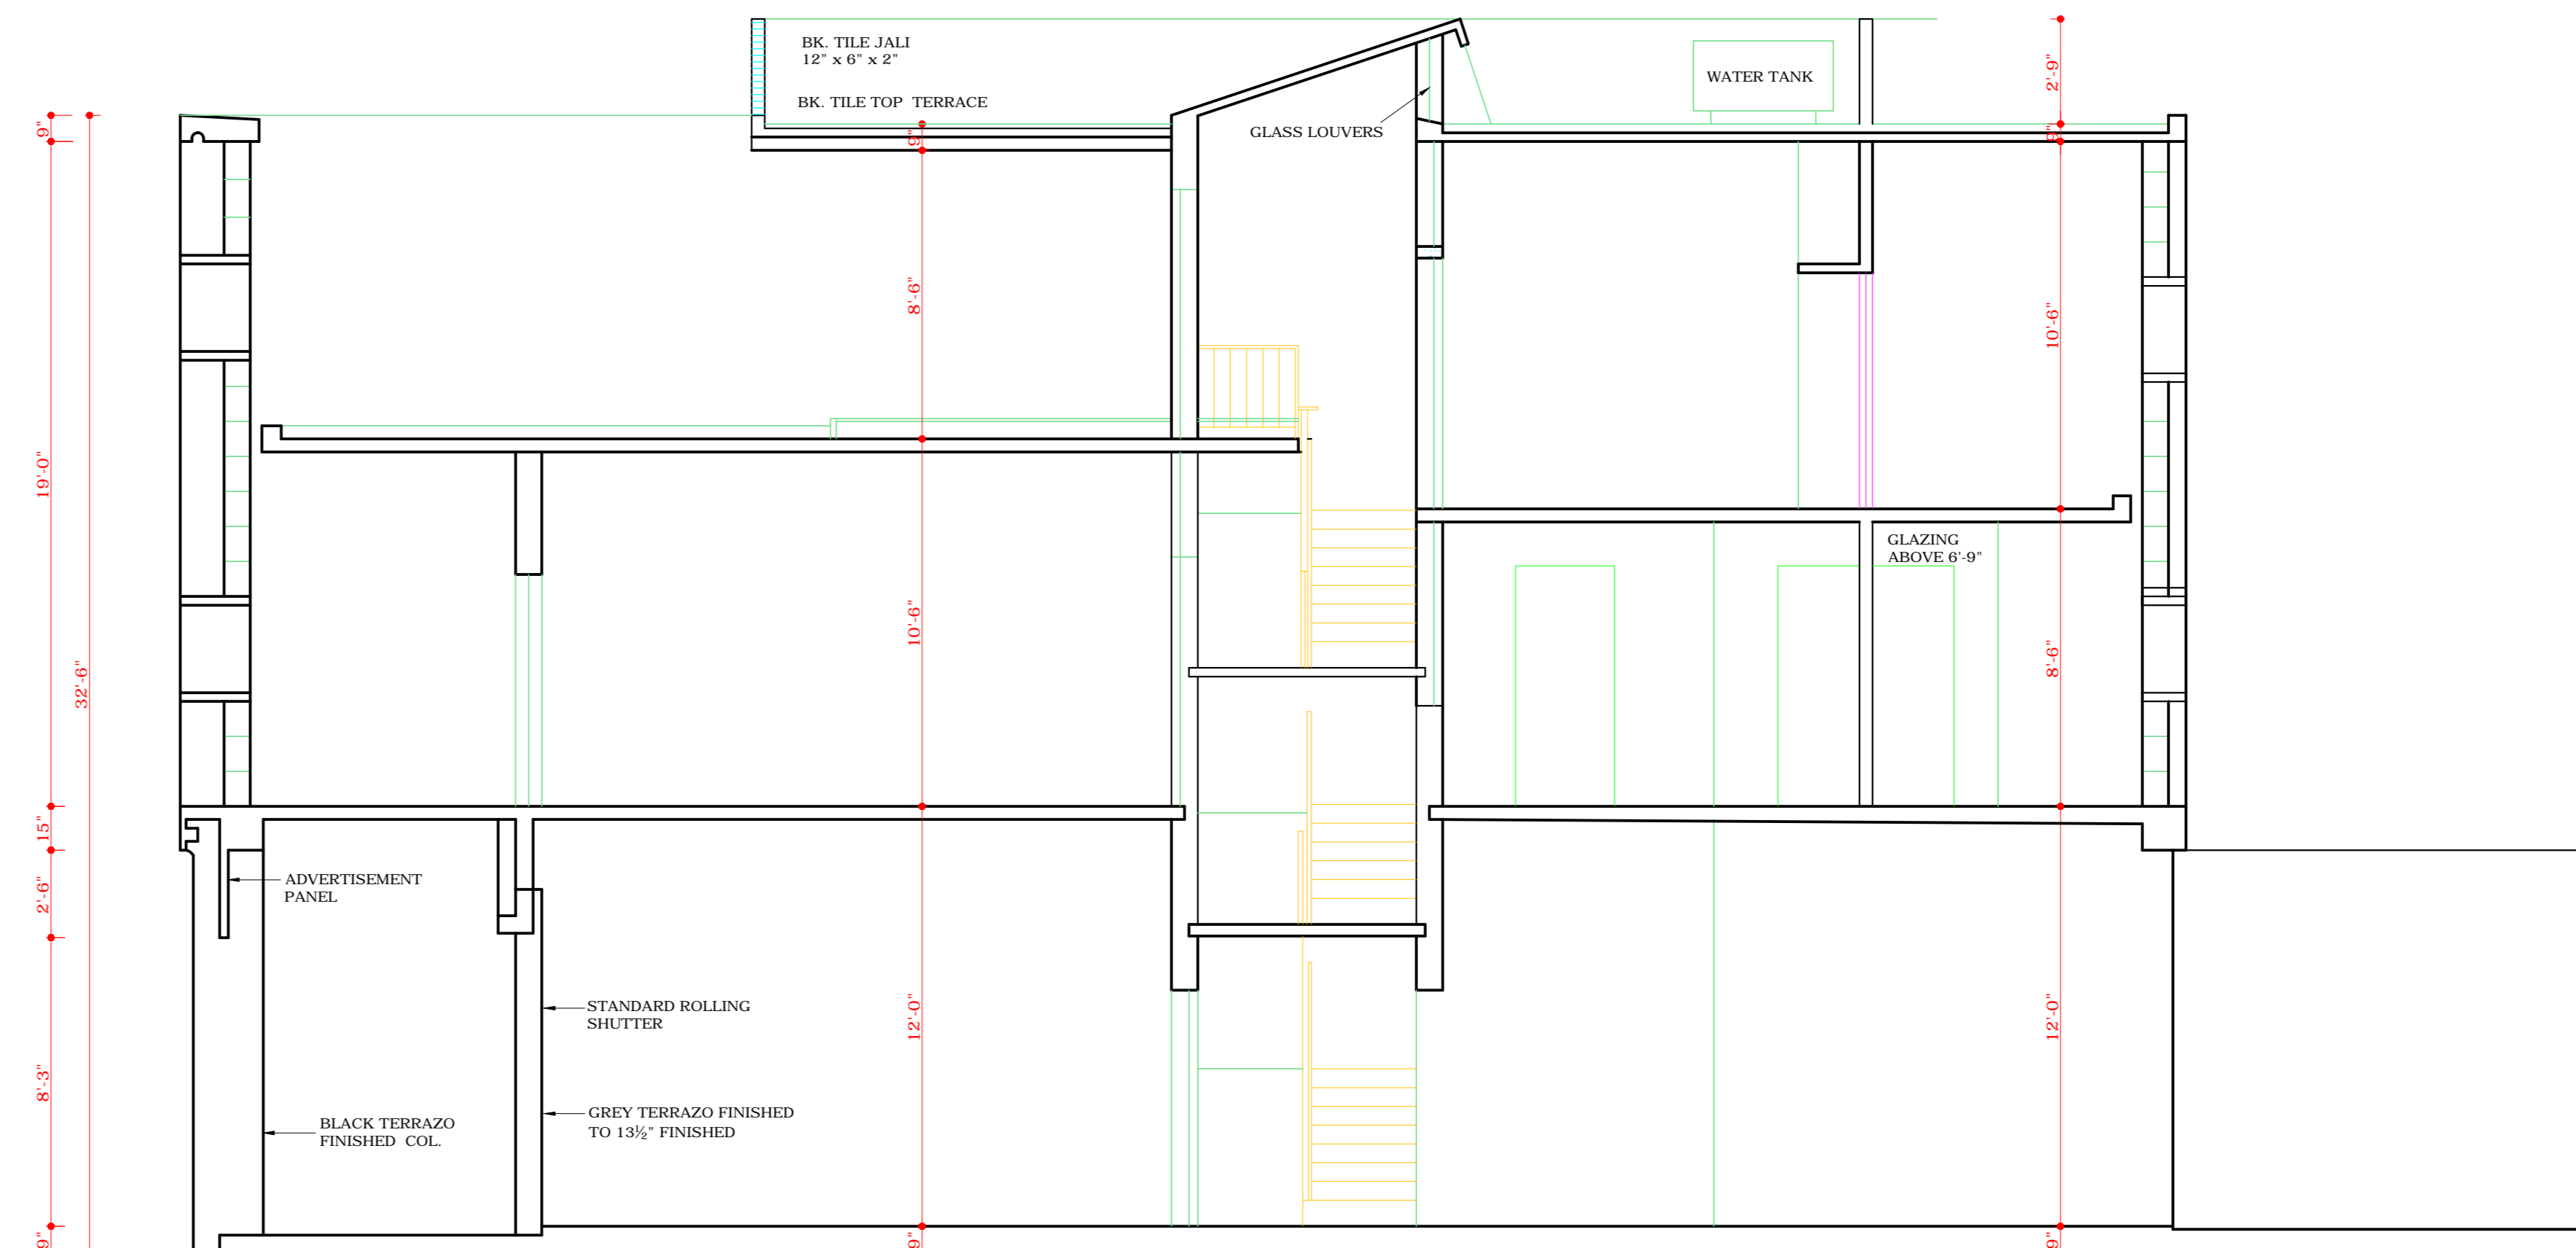 BK. TILE JALI
12" x 6" x 2"
BK. TILE TOP  TERRACE
GLASS LOUVERS
WATER TANK
2'-9"
9"
9"
9"
8'-6"
10'-6"
19'-0"
32'-6"
GLAZING
ABOVE 6'-9"
10'-6"
8'-6"
15"
2'-6"
ADVERTISEMENT
PANEL
STANDARD ROLLING
SHUTTER
12'-0"
12'-0"
8'-3"
BLACK TERRAZO
FINISHED  COL.
GREY TERRAZO FINISHED
TO 13½" FINISHED
9"
9"
9"